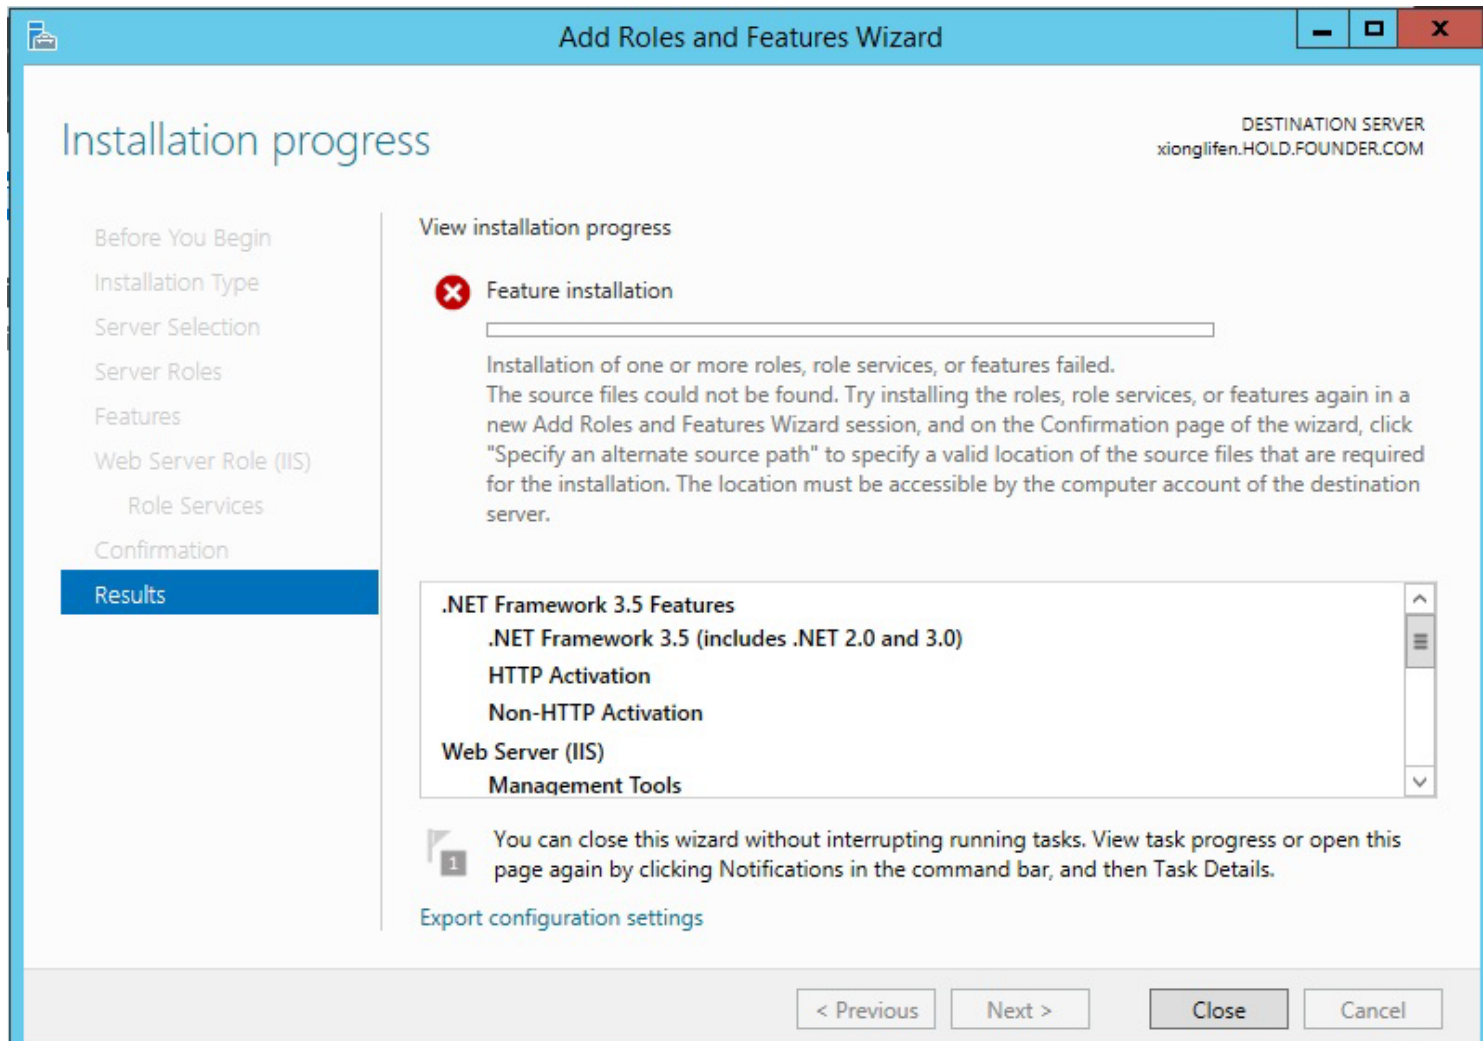 Add Roles and Features Wizard
Installation progress
DESTINATION SERVER
xionglifen.HOLD.FOUNDER.COM
Before You Begin
Installation Type
Server Selection
Server Roles
Features
Web Server Role (IIS)
Role Services
Confirmation
Results
View installation progress
Feature installation
Installation of one or more roles, role services, or features failed.
The source files could not be found. Try installing the roles, role services, or features again in a
new Add Roles and Features Wizard session, and on the Confirmation page of the wizard, click
"Specify an alternate source path" to specify a valid location of the source files that are required
for the installation. The location must be accessible by the computer account of the destination
server.
.NET Framework 3.5 Features
.NET Framework 3.5 (includes .NET 2.0 and 3.0)
HTTP Activation
Non-HTTP Activation
Web Server (IIS)
Management Tools
1
You can close this wizard without interrupting running tasks. View task progress or open this
page again by clicking Notifications in the command bar, and then Task Details.
Export configuration settings
< Previous
Next >
Close
Cancel